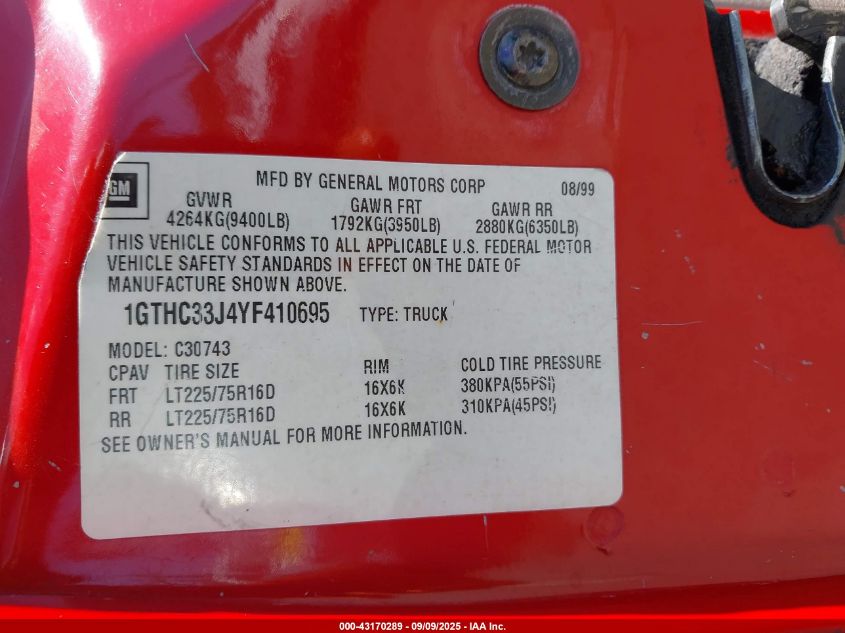 GM
MFD BY GENERAL MOTORS CORP 08/99
GVWR GAWR FRT GAWR RR
4264KG(9400LB) 1792KG(3950LB) 2880KG(6350LB)
THIS VEHICLE CONFORMS TO ALL APPLICABLE U.S. FEDERAL MOTOR
VEHICLE SAFETY STANDARDS IN EFFECT ON THE DATE OF
MANUFACTURE SHOWN ABOVE.
1GTHC33J4YF410695 TYPE: TRUCK
MODEL: C30743
CPAV TIRE SIZE RIM COLD TIRE PRESSURE
FRT LT225/75R16D 16X6K 380KPA(55PSI)
RR LT225/75R16D 16X6K 310KPA(45PSI)
SEE OWNER'S MANUAL FOR MORE INFORMATION.
000-43170289 - 09/09/2025 - IAA Inc.